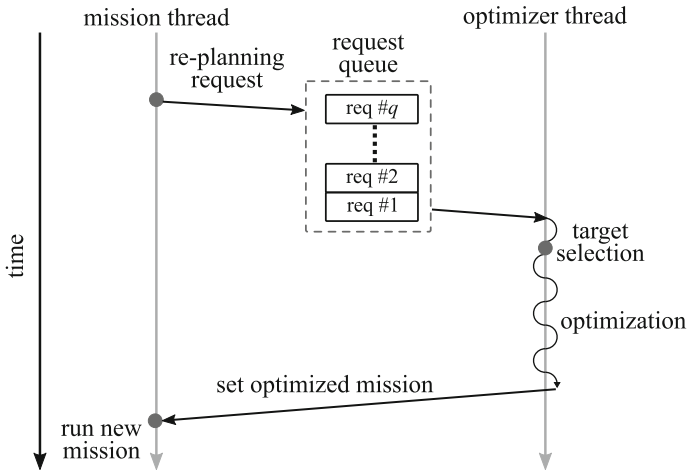 mission thread
optimizer thread
re-planning
request
request
queue
req #q
req #2
req #1
time
target
selection
optimization
set optimized mission
run new
mission